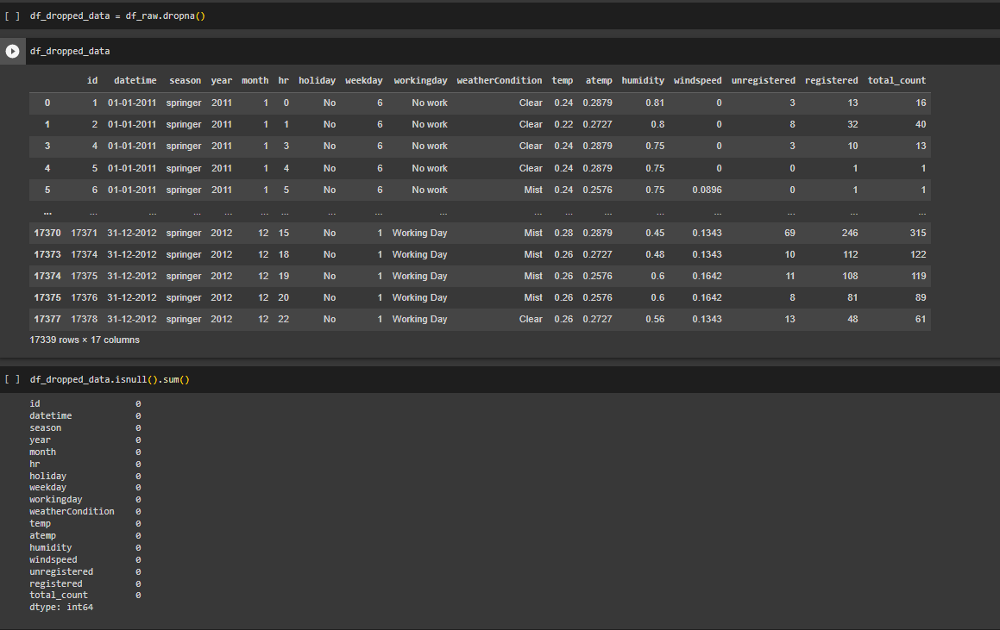 [ ] df_dropped_data = df_raw.dropna()
df_dropped_data
id datetime season year month hr holiday weekday workingday weatherCondition temp atemp humidity windspeed unregistered registered total_count
0 1 01-01-2011 springer 2011 1 0 No 6 No work Clear 0.24 0.2879 0.81 0 3 13 16
1 2 01-01-2011 springer 2011 1 1 No 6 No work Clear 0.22 0.2727 0.8 0 8 32 40
3 4 01-01-2011 springer 2011 1 3 No 6 No work Clear 0.24 0.2879 0.75 0 3 10 13
4 5 01-01-2011 springer 2011 1 4 No 6 No work Clear 0.24 0.2879 0.75 0 0 1 1
5 6 01-01-2011 springer 2011 1 5 No 6 No work Mist 0.24 0.2576 0.75 0.0896 0 1 1
... ... ... ... ... ... ... ... ... ... ... ... ... ... ... ... ... ...
17370 17371 31-12-2012 springer 2012 12 15 No 1 Working Day Mist 0.28 0.2879 0.45 0.1343 69 246 315
17373 17374 31-12-2012 springer 2012 12 18 No 1 Working Day Mist 0.26 0.2727 0.48 0.1343 10 112 122
17374 17375 31-12-2012 springer 2012 12 19 No 1 Working Day Mist 0.26 0.2576 0.6 0.1642 11 108 119
17375 17376 31-12-2012 springer 2012 12 20 No 1 Working Day Mist 0.26 0.2576 0.6 0.1642 8 81 89
17377 17378 31-12-2012 springer 2012 12 22 No 1 Working Day Clear 0.26 0.2727 0.56 0.1343 13 48 61
17339 rows × 17 columns
[ ] df_dropped_data.isnull().sum()
id 0
datetime 0
season 0
year 0
month 0
hr 0
holiday 0
weekday 0
workingday 0
weatherCondition 0
temp 0
atemp 0
humidity 0
windspeed 0
unregistered 0
registered 0
total_count 0
dtype: int64